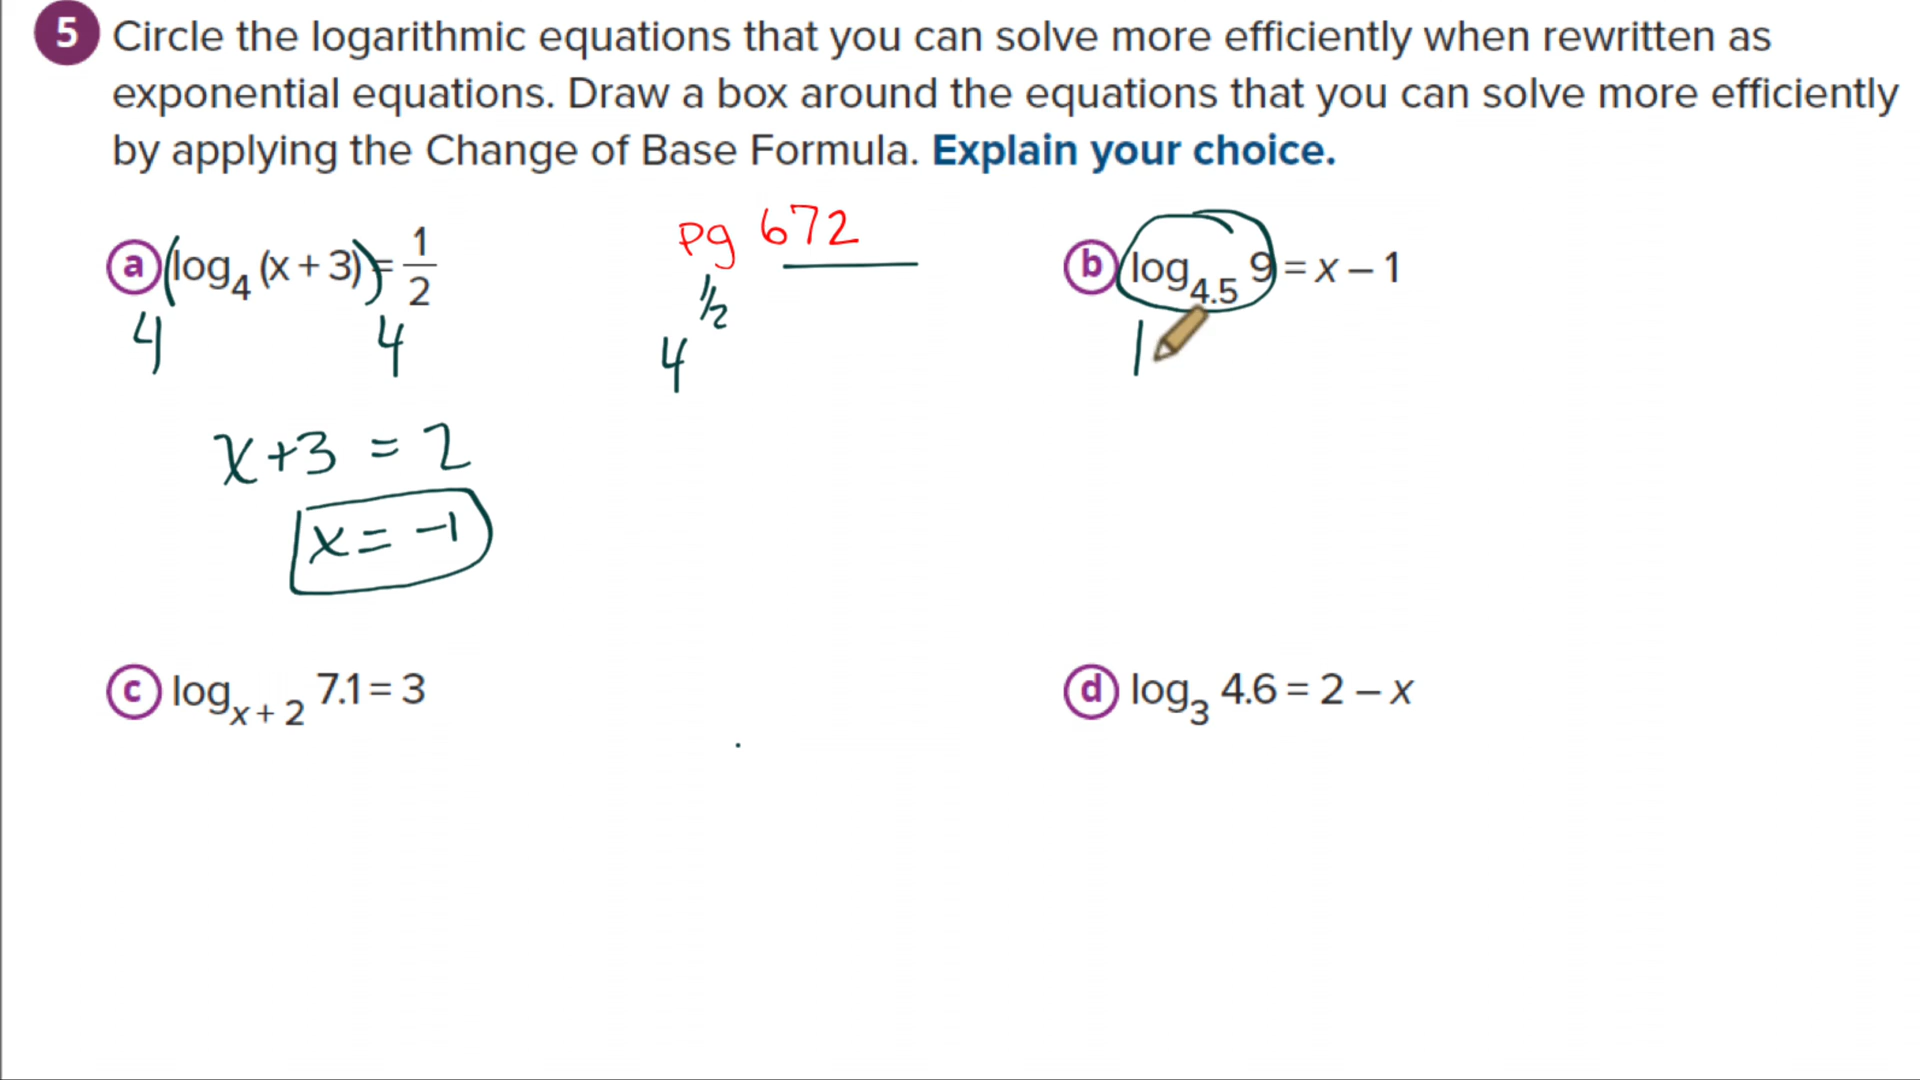 5 Circle the logarithmic equations that you can solve more efficiently when rewritten as
exponential equations. Draw a box around the equations that you can solve more efficiently
by applying the Change of Base Formula. Explain your choice.
pg 672
a (log₄ (x + 3)) = 1/2
4 4
4^1/2
x+3 = 2
x = -1
b log₄.₅ 9 = x – 1
1
c logₓ ₊ ₂ 7.1 = 3
d log₃ 4.6 = 2 – x